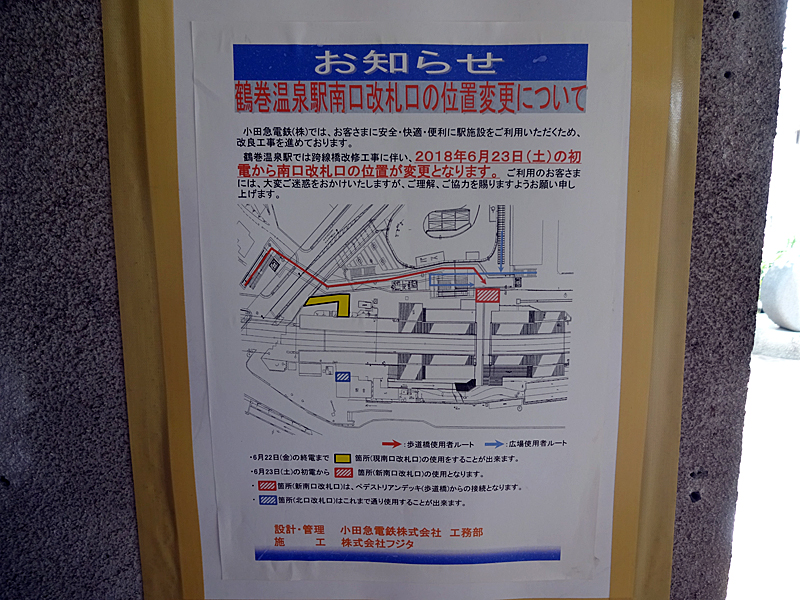 お知らせ
鶴巻温泉駅南口改札口の位置変更について
小田急電鉄(株)では、お客さまに安全・快適・便利に駅施設をご利用いただくため、
改良工事を進めております。
鶴巻温泉駅では跨線橋改修工事に伴い、2018年6月23日(土)の初
電から南口改札口の位置が変更となります。ご利用のお客さま
には、大変ご迷惑をおかけいたしますが、ご理解、ご協力を賜りますようお願い申し
上げます。
:歩道橋使用者ルート :広場使用者ルート
・6月22日(金)の終電まで 箇所(現南口改札口)の使用をすることが出来ます。
・6月23日(土)の初電から 箇所(新南口改札口)の使用となります。
・ 箇所(新南口改札口)は、ペデストリアンデッキ(歩道橋)からの接続となります。
・ 箇所(北口改札口)はこれまで通り使用することが出来ます。
設計・管理 小田急電鉄株式会社 工務部
施 工 株式会社フジタ